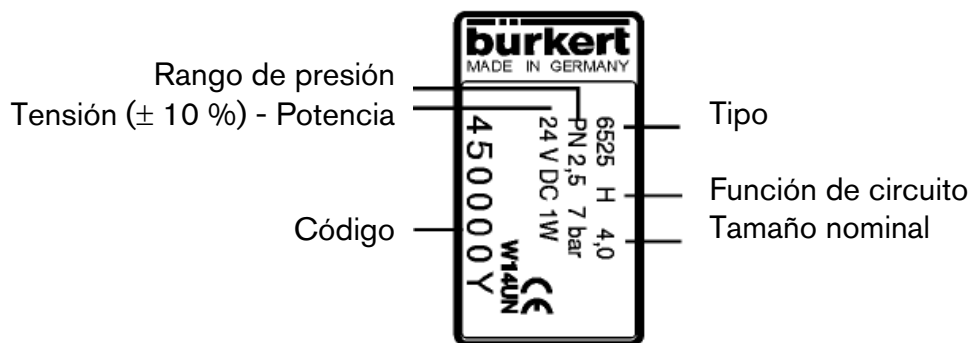 bürkert
MADE IN GERMANY
Rango de presión
Tensión (± 10 %) - Potencia
Código
6525 H 4,0
PN 2,5 7 bar
24 V DC 1W
450000Y
W14UN
CE
Tipo
Función de circuito
Tamaño nominal